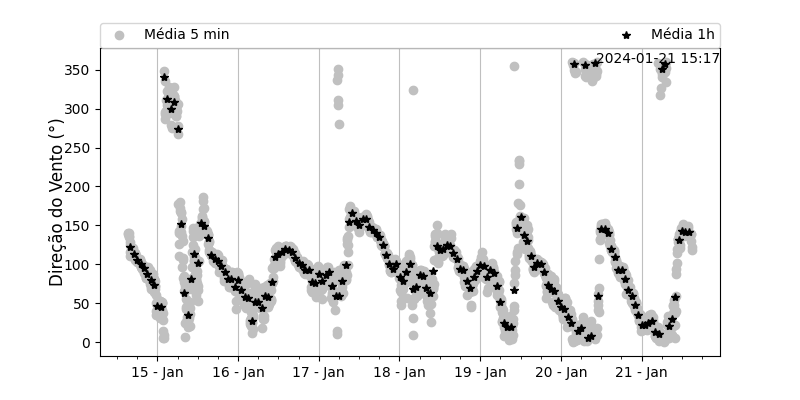 Média 5 min
Média 1h
2024-01-21 15:17
Direção do Vento (°)
350
300
250
200
150
100
50
0
15 - Jan
16 - Jan
17 - Jan
18 - Jan
19 - Jan
20 - Jan
21 - Jan